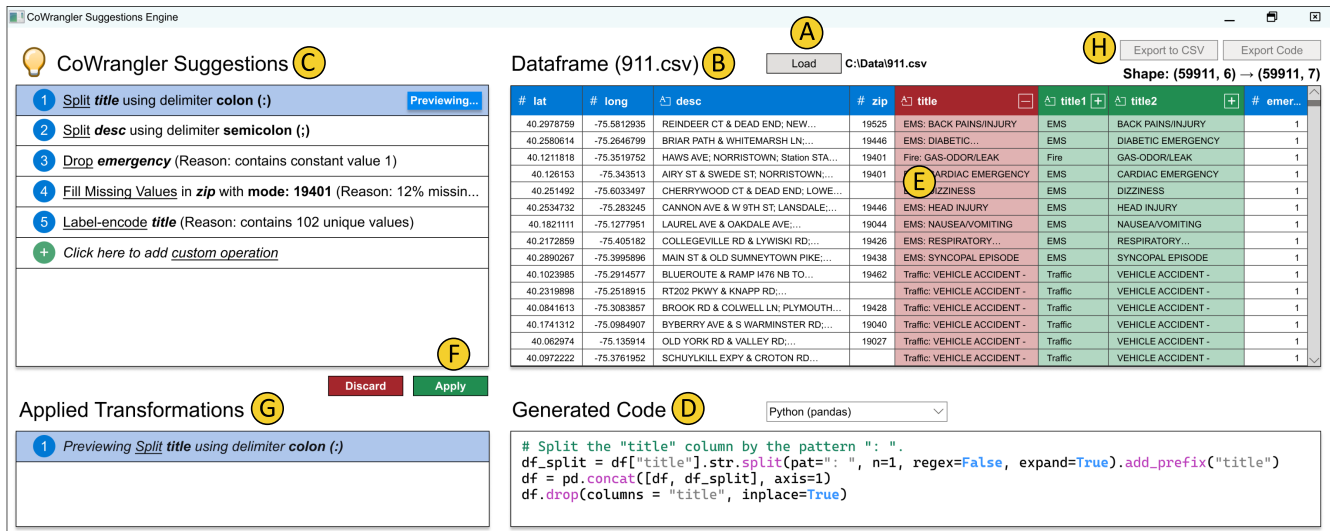 CoWrangler Suggestions Engine
A
H
Export to CSV Export Code
CoWrangler Suggestions C
Dataframe (911.csv) B
Load C:\Data\911.csv
Shape: (59911, 6) → (59911, 7)
1 Split title using delimiter colon (:) Previewing...
2 Split desc using delimiter semicolon (;)
3 Drop emergency (Reason: contains constant value 1)
4 Fill Missing Values in zip with mode: 19401 (Reason: 12% missin...
5 Label-encode title (Reason: contains 102 unique values)
+ Click here to add custom operation
F
Discard Apply
# lat # long desc # zip title title1 + title2 + # emer...
40.2978759 -75.5812935 REINDEER CT & DEAD END; NEW... 19525 EMS: BACK PAINS/INJURY EMS BACK PAINS/INJURY 1
40.2580614 -75.2646799 BRIAR PATH & WHITEMARSH LN;... 19446 EMS: DIABETIC... EMS DIABETIC EMERGENCY 1
40.1211818 -75.3519752 HAWS AVE; NORRISTOWN; Station STA... 19401 Fire: GAS-ODOR/LEAK Fire GAS-ODOR/LEAK 1
40.126153 -75.343513 AIRY ST & SWEDE ST; NORRISTOWN;... 19401 E CARDIAC EMERGENCY EMS CARDIAC EMERGENCY 1
40.251492 -75.6033497 CHERRYWOOD CT & DEAD END; LOWE... DIZZINESS EMS DIZZINESS 1
40.2534732 -75.283245 CANNON AVE & W 9TH ST; LANSDALE;... 19446 EMS: HEAD INJURY EMS HEAD INJURY 1
40.1821111 -75.1277951 LAUREL AVE & OAKDALE AVE;... 19044 EMS: NAUSEA/VOMITING EMS NAUSEA/VOMITING 1
40.2172859 -75.405182 COLLEGEVILLE RD & LYWISKI RD;... 19426 EMS: RESPIRATORY... EMS RESPIRATORY... 1
40.2890267 -75.3995896 MAIN ST & OLD SUMNEYTOWN PIKE;... 19438 EMS: SYNCOPAL EPISODE EMS SYNCOPAL EPISODE 1
40.1023985 -75.2914577 BLUEROUTE & RAMP I476 NB TO... 19462 Traffic: VEHICLE ACCIDENT - Traffic VEHICLE ACCIDENT - 1
40.2319898 -75.2518915 RT202 PKWY & KNAPP RD;... Traffic: VEHICLE ACCIDENT - Traffic VEHICLE ACCIDENT - 1
40.0841613 -75.3083857 BROOK RD & COLWELL LN; PLYMOUTH... 19428 Traffic: VEHICLE ACCIDENT - Traffic VEHICLE ACCIDENT - 1
40.1741312 -75.0984907 BYBERRY AVE & S WARMINSTER RD;... 19040 Traffic: VEHICLE ACCIDENT - Traffic VEHICLE ACCIDENT - 1
40.062974 -75.135914 OLD YORK RD & VALLEY RD;... 19027 Traffic: VEHICLE ACCIDENT - Traffic VEHICLE ACCIDENT - 1
40.0972222 -75.3761952 SCHUYLKILL EXPY & CROTON RD... Traffic: VEHICLE ACCIDENT - Traffic VEHICLE ACCIDENT - 1
Applied Transformations G
1 Previewing Split title using delimiter colon (:)
Generated Code D
Python (pandas)
# Split the "title" column by the pattern ": ".
df_split = df["title"].str.split(pat=": ", n=1, regex=False, expand=True).add_prefix("title")
df = pd.concat([df, df_split], axis=1)
df.drop(columns = "title", inplace=True)